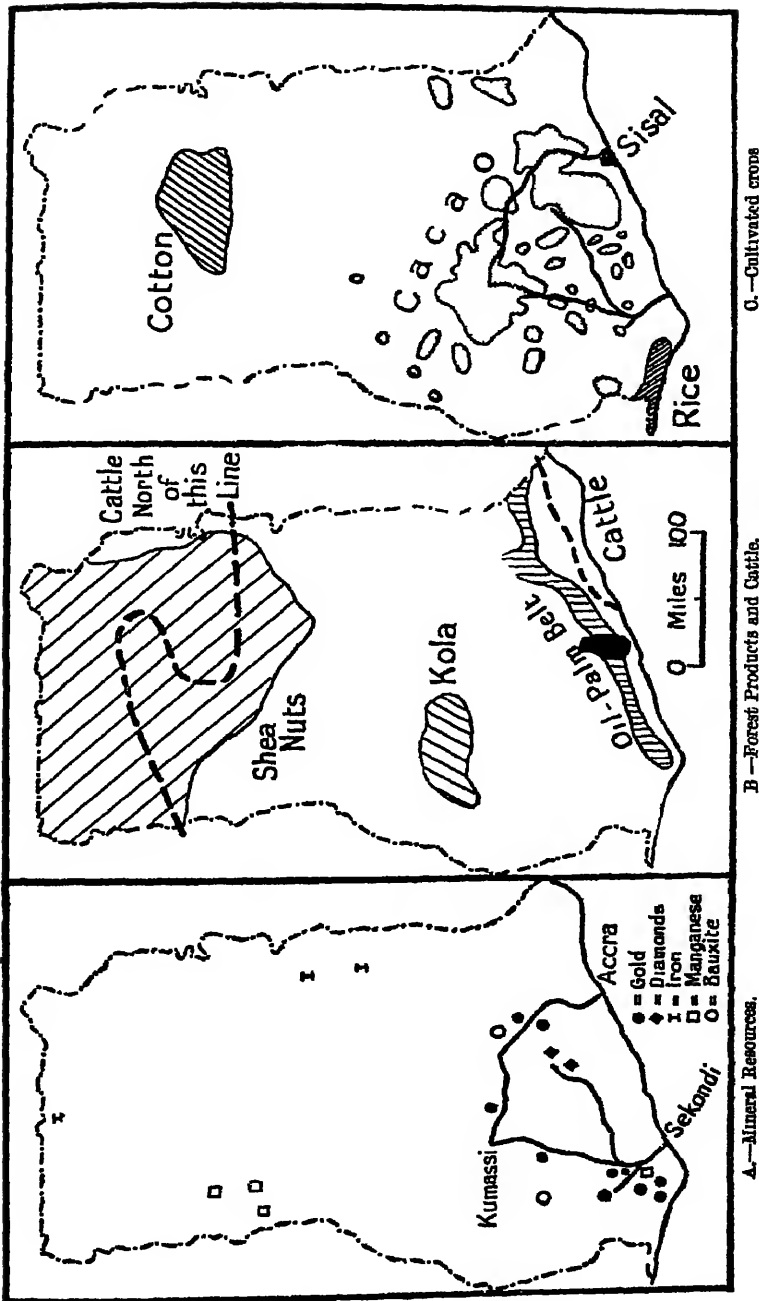 Kumassi
Accra
Sekondi
● = Gold
◆ = Diamonds
I = Iron
□ = Manganese
○ = Bauxite
A.—Mineral Resources.
Cattle
North
of
this
Line
Shea
Nuts
Kola
Oil-Palm Belt
Cattle
0 Miles 100
B —Forest Products and Cattle.
Cotton
Cacao
Sisal
Rice
C.—Cultivated crops